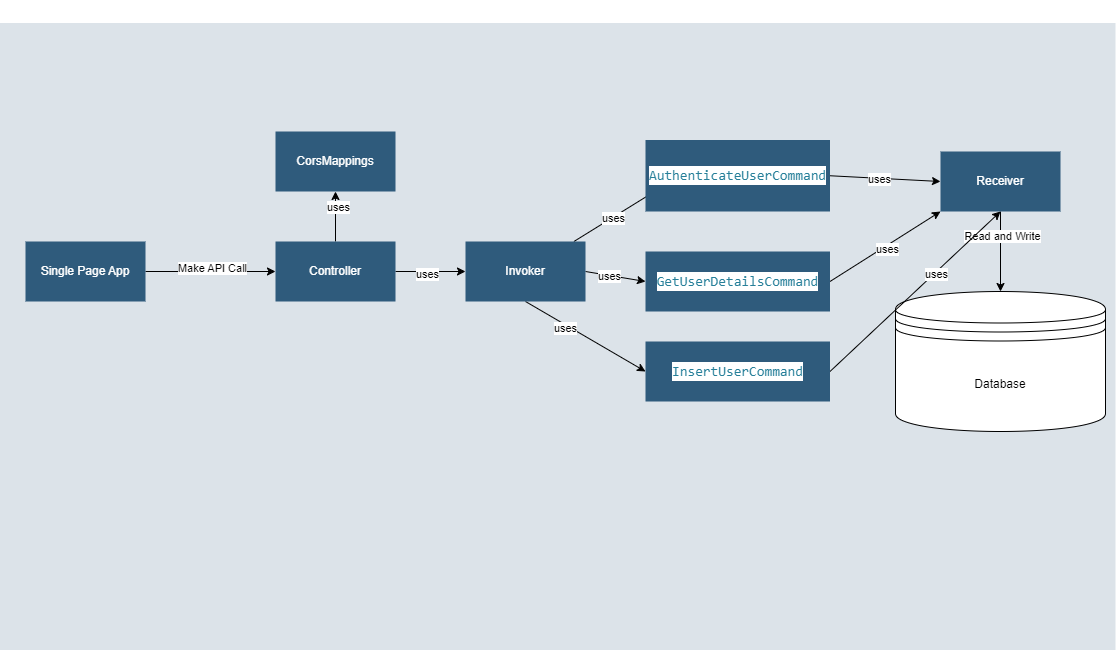 CorsMappings
uses
Single Page App
Make API Call
Controller
uses
Invoker
uses
uses
uses
AuthenticateUserCommand
GetUserDetailsCommand
InsertUserCommand
uses
uses
uses
Receiver
Read and Write
Database